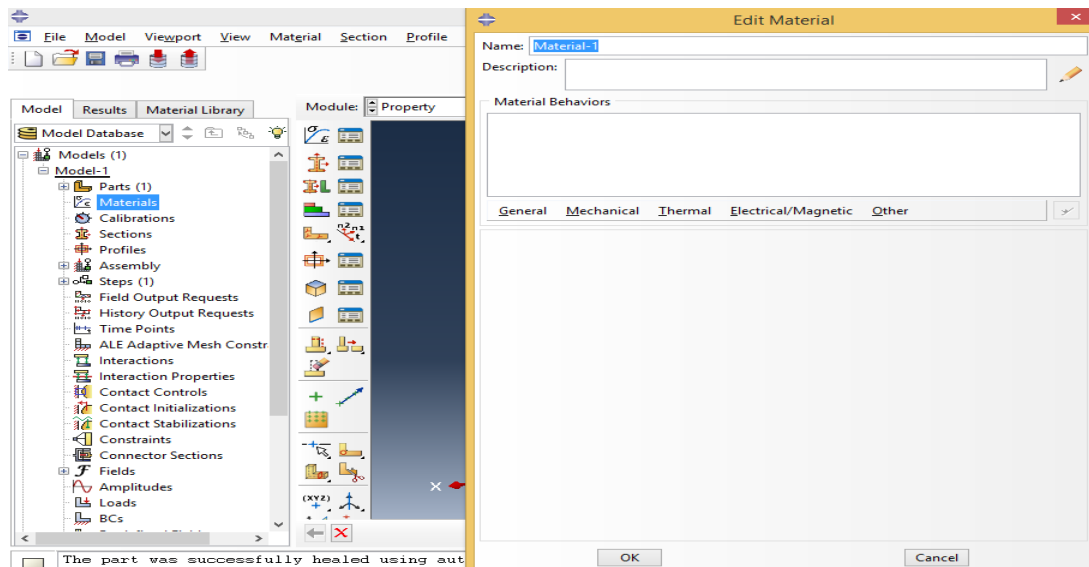 File Model Viewport View Material Section Profile
Model Results Material Library
Module: Property
Model Database
Models (1)
Model-1
Parts (1)
Materials
Calibrations
Sections
Profiles
Assembly
Steps (1)
Field Output Requests
History Output Requests
Time Points
ALE Adaptive Mesh Constr
Interactions
Interaction Properties
Contact Controls
Contact Initializations
Contact Stabilizations
Constraints
Connector Sections
Fields
Amplitudes
Loads
BCs
(XYZ)
X
The part was successfully healed using aut
Edit Material
Name: Material-1
Description:
Material Behaviors
General Mechanical Thermal Electrical/Magnetic Other
OK Cancel